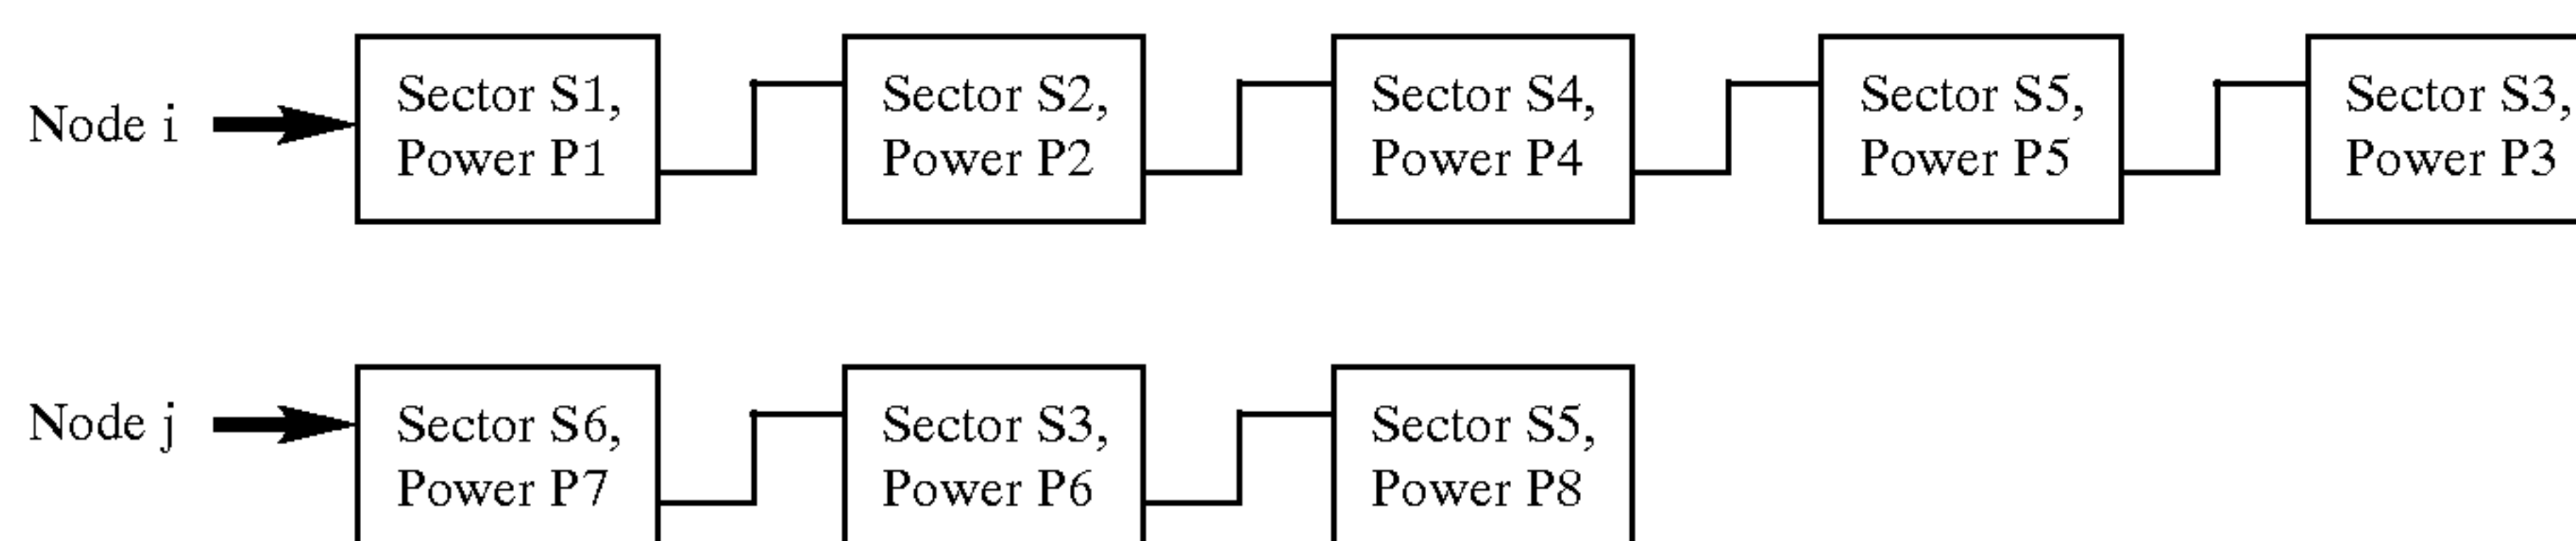 Node i
Sector S1,
Power P1
Sector S2,
Power P2
Sector S4,
Power P4
Sector S5,
Power P5
Sector S3,
Power P3
Node j
Sector S6,
Power P7
Sector S3,
Power P6
Sector S5,
Power P8